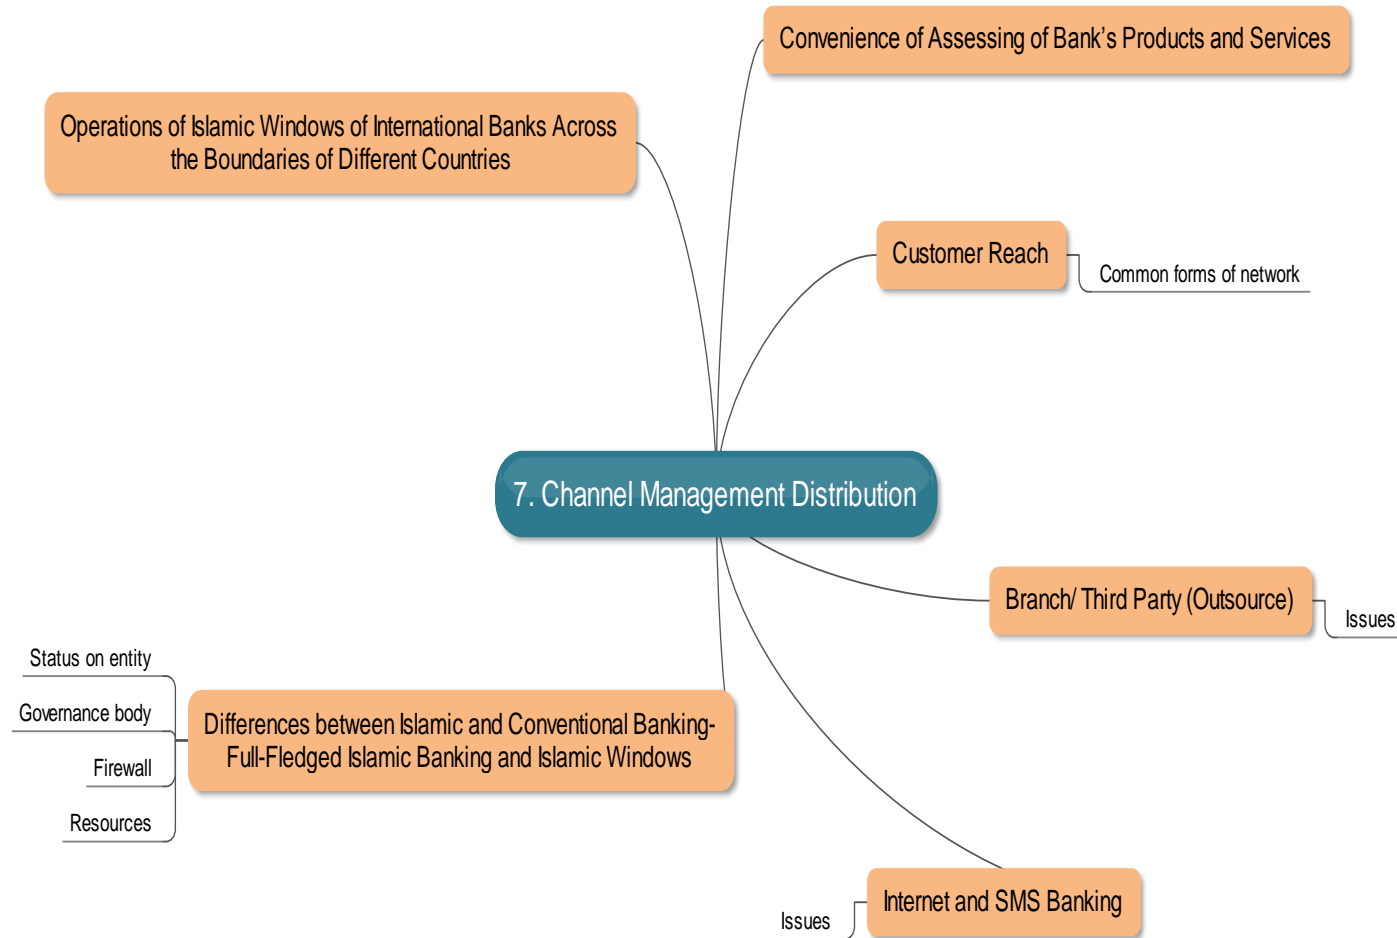 Convenience of Assessing of Bank's Products and Services
Operations of Islamic Windows of International Banks Across
the Boundaries of Different Countries
Customer Reach
Common forms of network
7. Channel Management Distribution
Branch/ Third Party (Outsource)
Issues
Status on entity
Governance body
Firewall
Resources
Differences between Islamic and Conventional Banking-
Full-Fledged Islamic Banking and Islamic Windows
Internet and SMS Banking
Issues